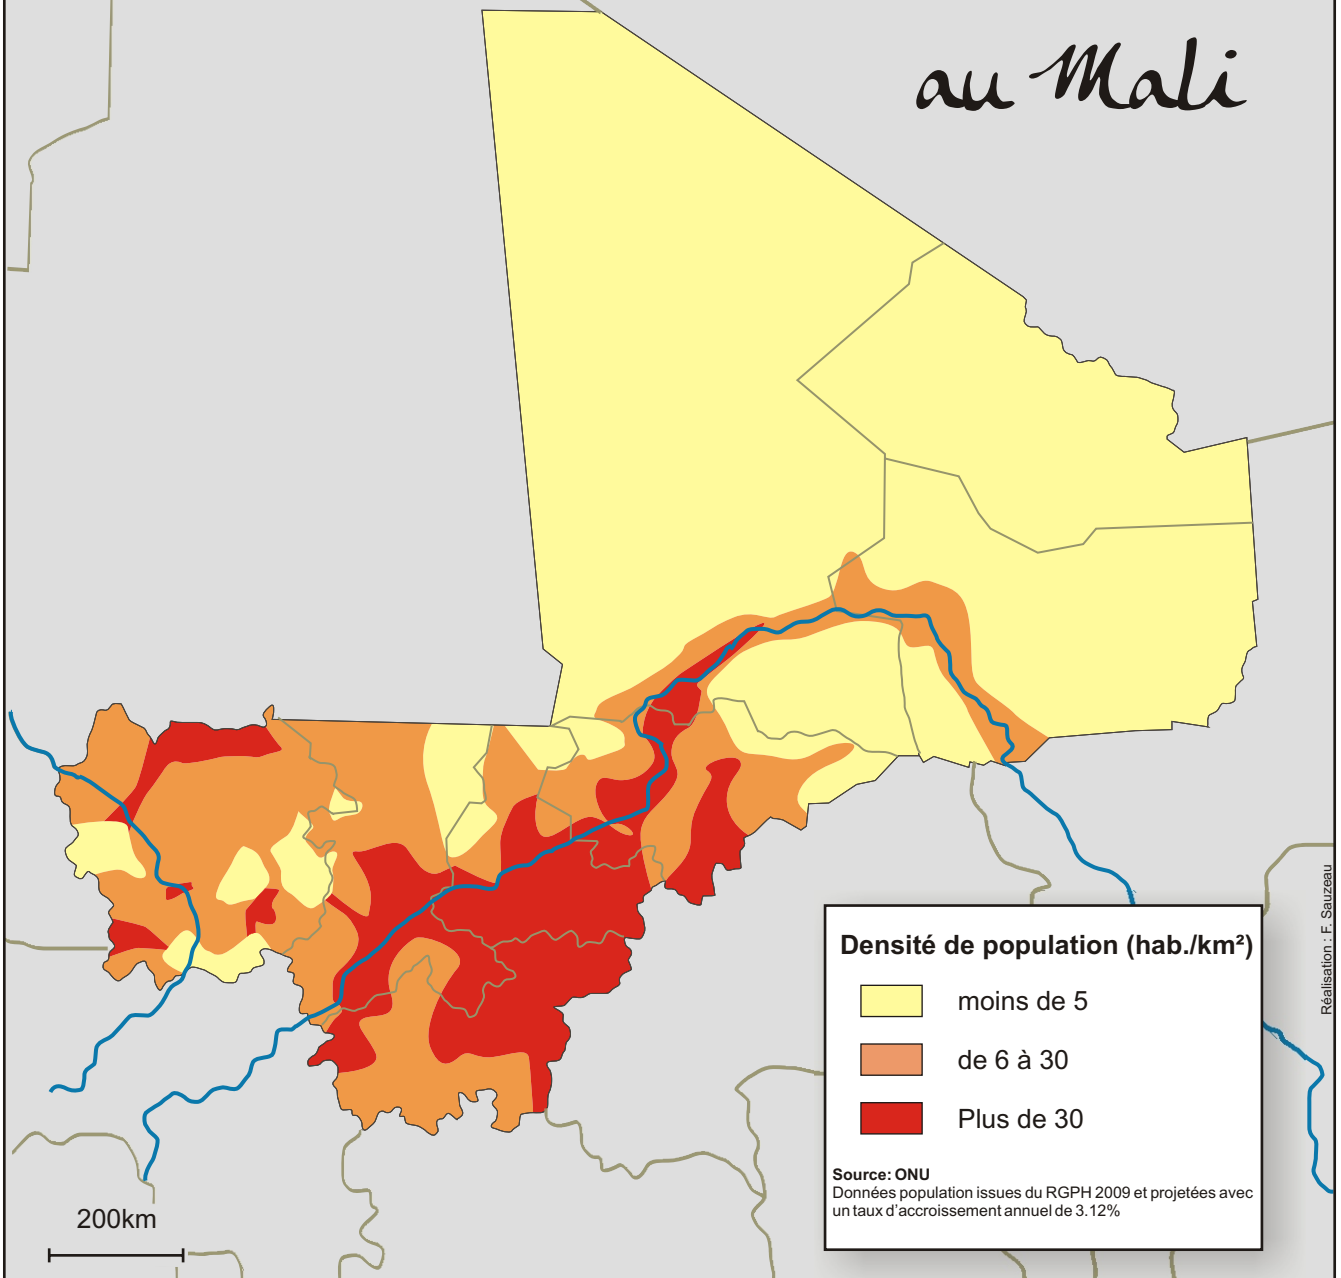 au Mali
Densité de population (hab./km²)
moins de 5
de 6 à 30
Plus de 30
Source: ONU
Données population issues du RGPH 2009 et projetées avec
un taux d'accroissement annuel de 3.12%
Réalisation : F. Sauzeau
200km